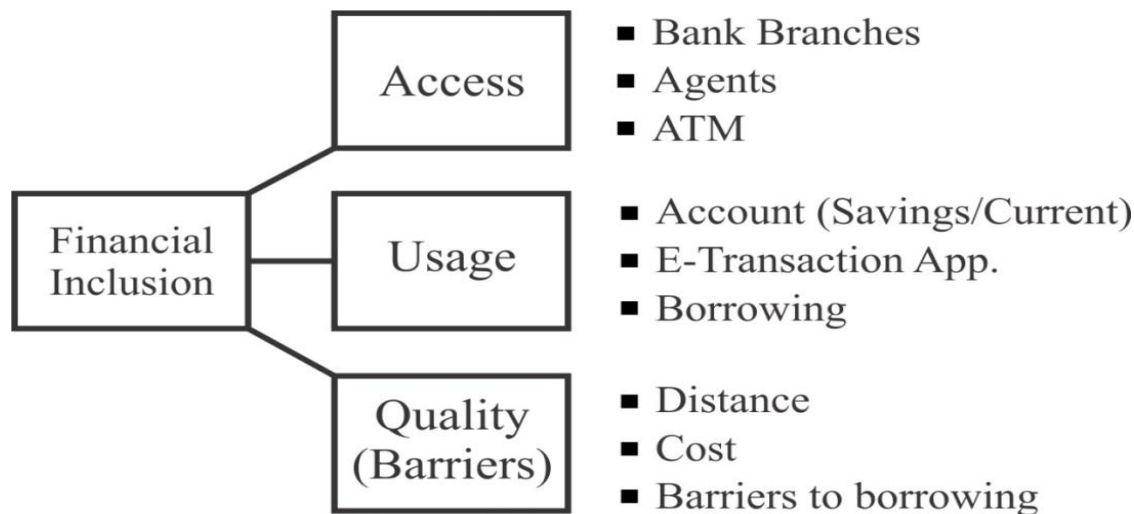 Financial
Inclusion
Access
■ Bank Branches
■ Agents
■ ATM
Usage
■ Account (Savings/Current)
■ E-Transaction App.
■ Borrowing
Quality
(Barriers)
■ Distance
■ Cost
■ Barriers to borrowing